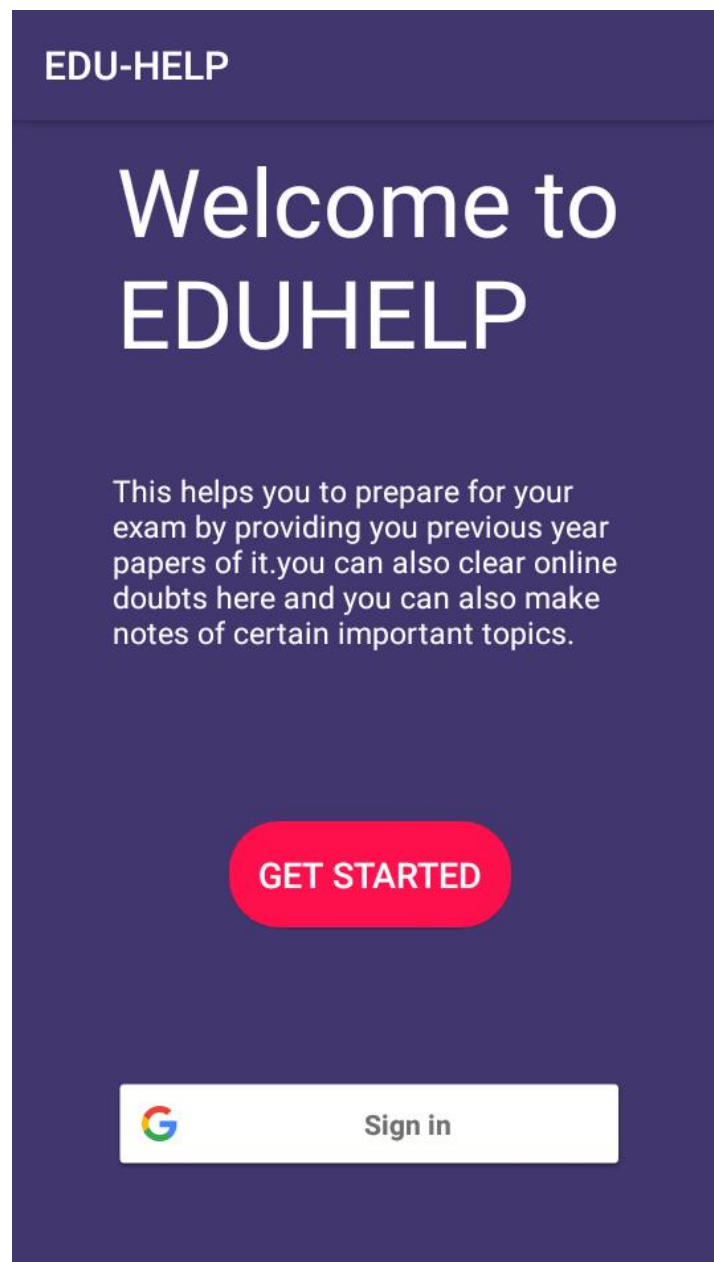 EDU-HELP
Welcome to
EDUHELP
This helps you to prepare for your
exam by providing you previous year
papers of it.you can also clear online
doubts here and you can also make
notes of certain important topics.
GET STARTED
Sign in